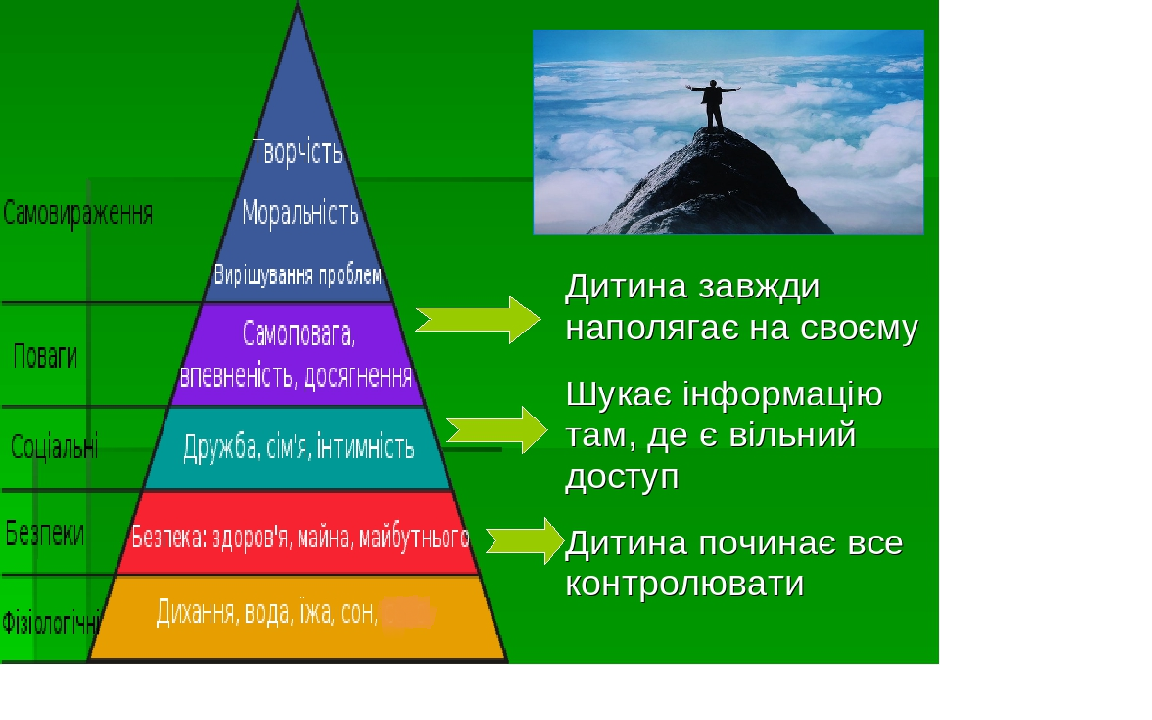 Творчість
Самовираження
Моральність
Вирішування проблем
Поваги
Самоповага,
впєвненість, досягнення
Соціальні
Дружба, сім'я, інтимність
Безпеки
Безпека: здоров'я, майна, майбутнього
Фізіологічні
Дихання, вода, їжа, сон,
Дитина завжди
наполягає на своєму
Шукає інформацію
там, де є вільний
доступ
Дитина починає все
контролювати